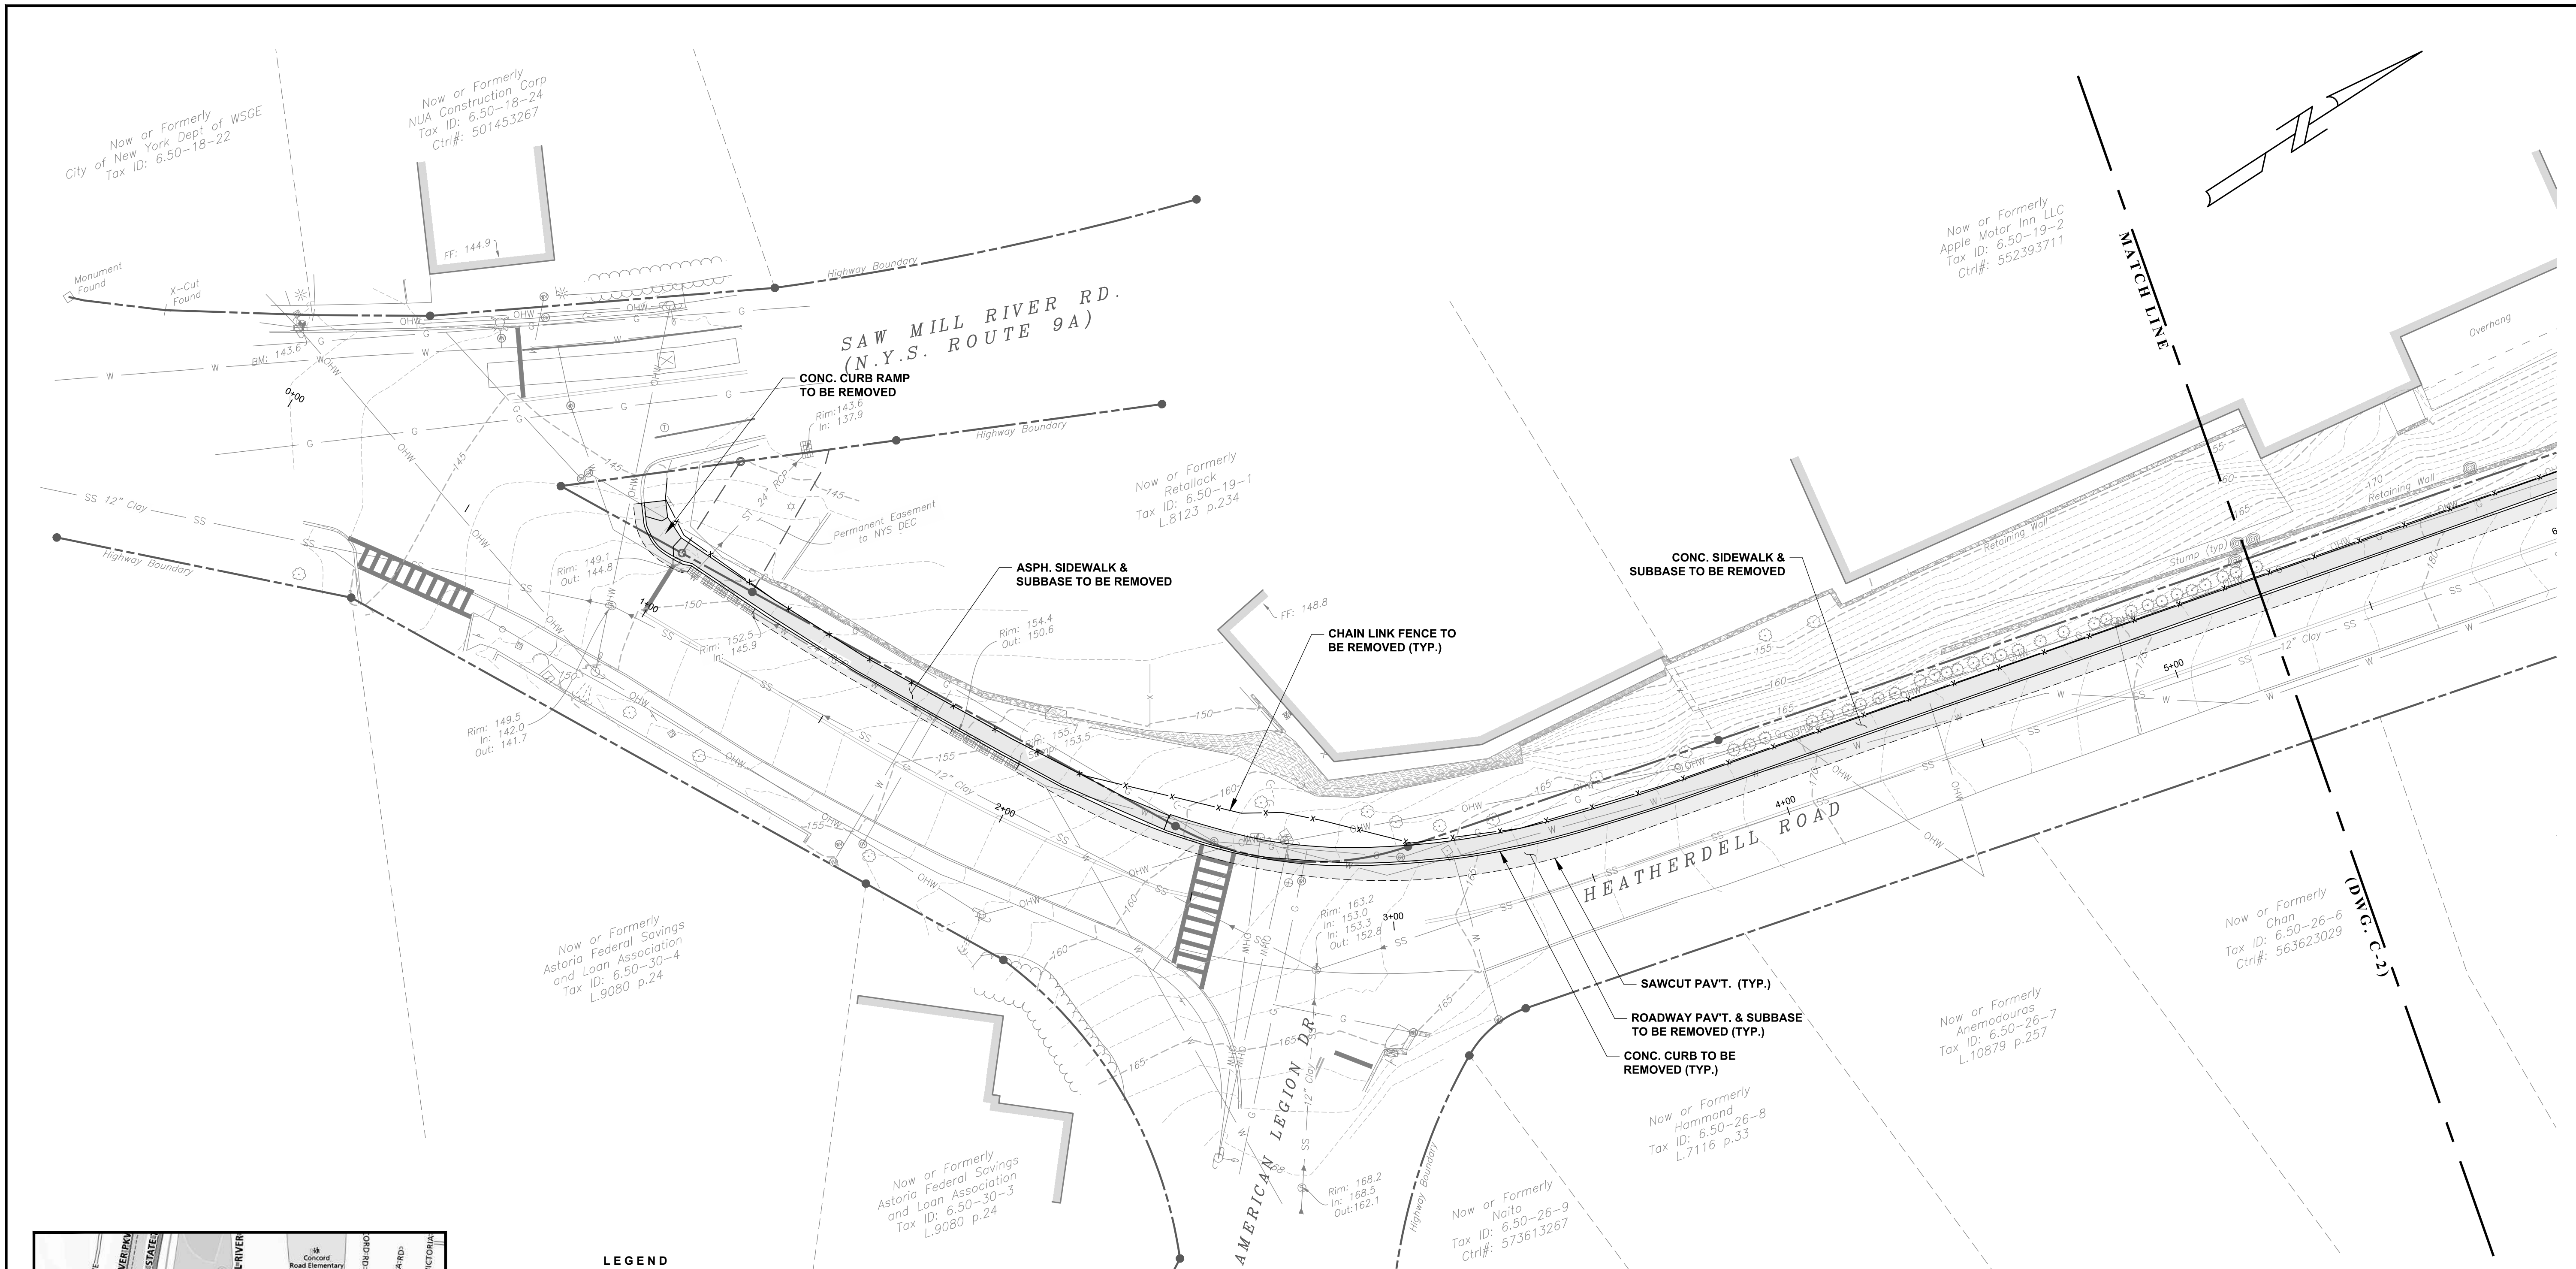 Now or Formerly
City of New York Dept of WSGE
Tax ID: 6.50-18-22
Now or Formerly
NUA Construction Corp
Tax ID: 6.50-18-24
Ctrl#: 501453267
FF: 144.9
Monument
Found
X-Cut
Found
Highway Boundary
BM: 143.6
0+00
SAW MILL RIVER RD.
(N.Y.S. ROUTE 9A)
CONC. CURB RAMP
TO BE REMOVED
Rim:143.6
In: 137.9
Highway Boundary
ST 24" RCP
Permanent Easement
to NYS DEC
Now or Formerly
Retallack
Tax ID: 6.50-19-1
L.8123 p.234
Now or Formerly
Apple Motor Inn LLC
Tax ID: 6.50-19-2
Ctrl#: 552393711
MATCH LINE
Overhang
Retaining Wall
Retaining Wall
Stump (typ)
SS 12" Clay
Highway Boundary
Rim: 149.1
Out: 144.8
1+00
Rim: 152.5
In: 145.9
ASPH. SIDEWALK &
SUBBASE TO BE REMOVED
Rim: 154.4
Out: 150.6
FF: 148.8
CHAIN LINK FENCE TO
BE REMOVED (TYP.)
CONC. SIDEWALK &
SUBBASE TO BE REMOVED
Rim: 149.5
In: 142.0
Out: 141.7
Rim: 155.7
Sump: 153.5
12" Clay
2+00
3+00
4+00
5+00
12" Clay
HEATHERDELL ROAD
Rim: 163.2
In: 153.0
In: 153.3
Out: 152.8
SAWCUT PAV'T. (TYP.)
ROADWAY PAV'T. & SUBBASE
TO BE REMOVED (TYP.)
CONC. CURB TO BE
REMOVED (TYP.)
(DWG. C-2)
Now or Formerly
Astoria Federal Savings
and Loan Association
Tax ID: 6.50-30-4
L.9080 p.24
Now or Formerly
Astoria Federal Savings
and Loan Association
Tax ID: 6.50-30-3
L.9080 p.24
AMERICAN LEGION DR.
12" Clay
Rim: 168.2
In: 168.5
Out:162.1
Highway Boundary
Now or Formerly
Naito
Tax ID: 6.50-26-9
Ctrl#: 573613267
Now or Formerly
Hammond
Tax ID: 6.50-26-8
L.7116 p.33
Now or Formerly
Anemodouras
Tax ID: 6.50-26-7
L.10879 p.257
Now or Formerly
Chan
Tax ID: 6.50-26-6
Ctrl#: 563623029
Concord
Road Elementary
LEGEND